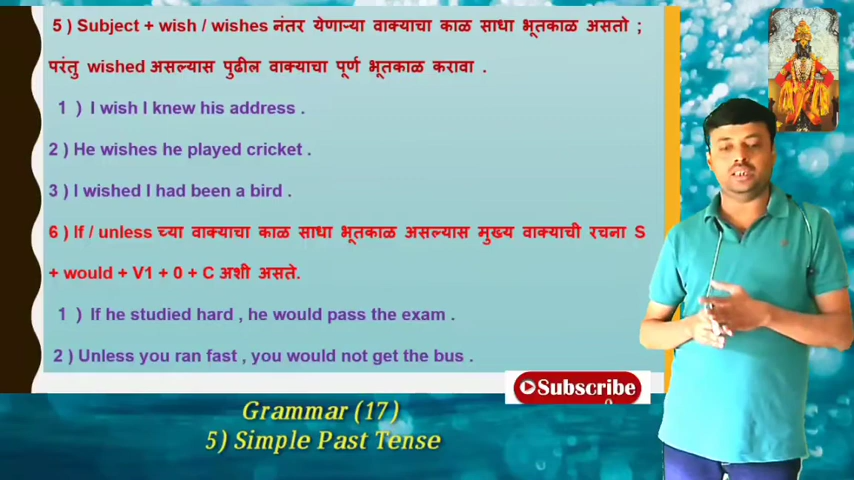 5 ) Subject + wish / wishes नंतर येणाऱ्या वाक्याचा काळ साधा भूतकाळ असतो ;
परंतु wished असल्यास पुढील वाक्याचा पूर्ण भूतकाळ करावा .
1 ) I wish I knew his address .
2 ) He wishes he played cricket .
3 ) I wished I had been a bird .
6 ) If / unless च्या वाक्याचा काळ साधा भूतकाळ असल्यास मुख्य वाक्याची रचना S
+ would + V1 + 0 + C अशी असते.
1 ) If he studied hard , he would pass the exam .
2 ) Unless you ran fast , you would not get the bus .
Subscribe
Grammar (17)
5) Simple Past Tense